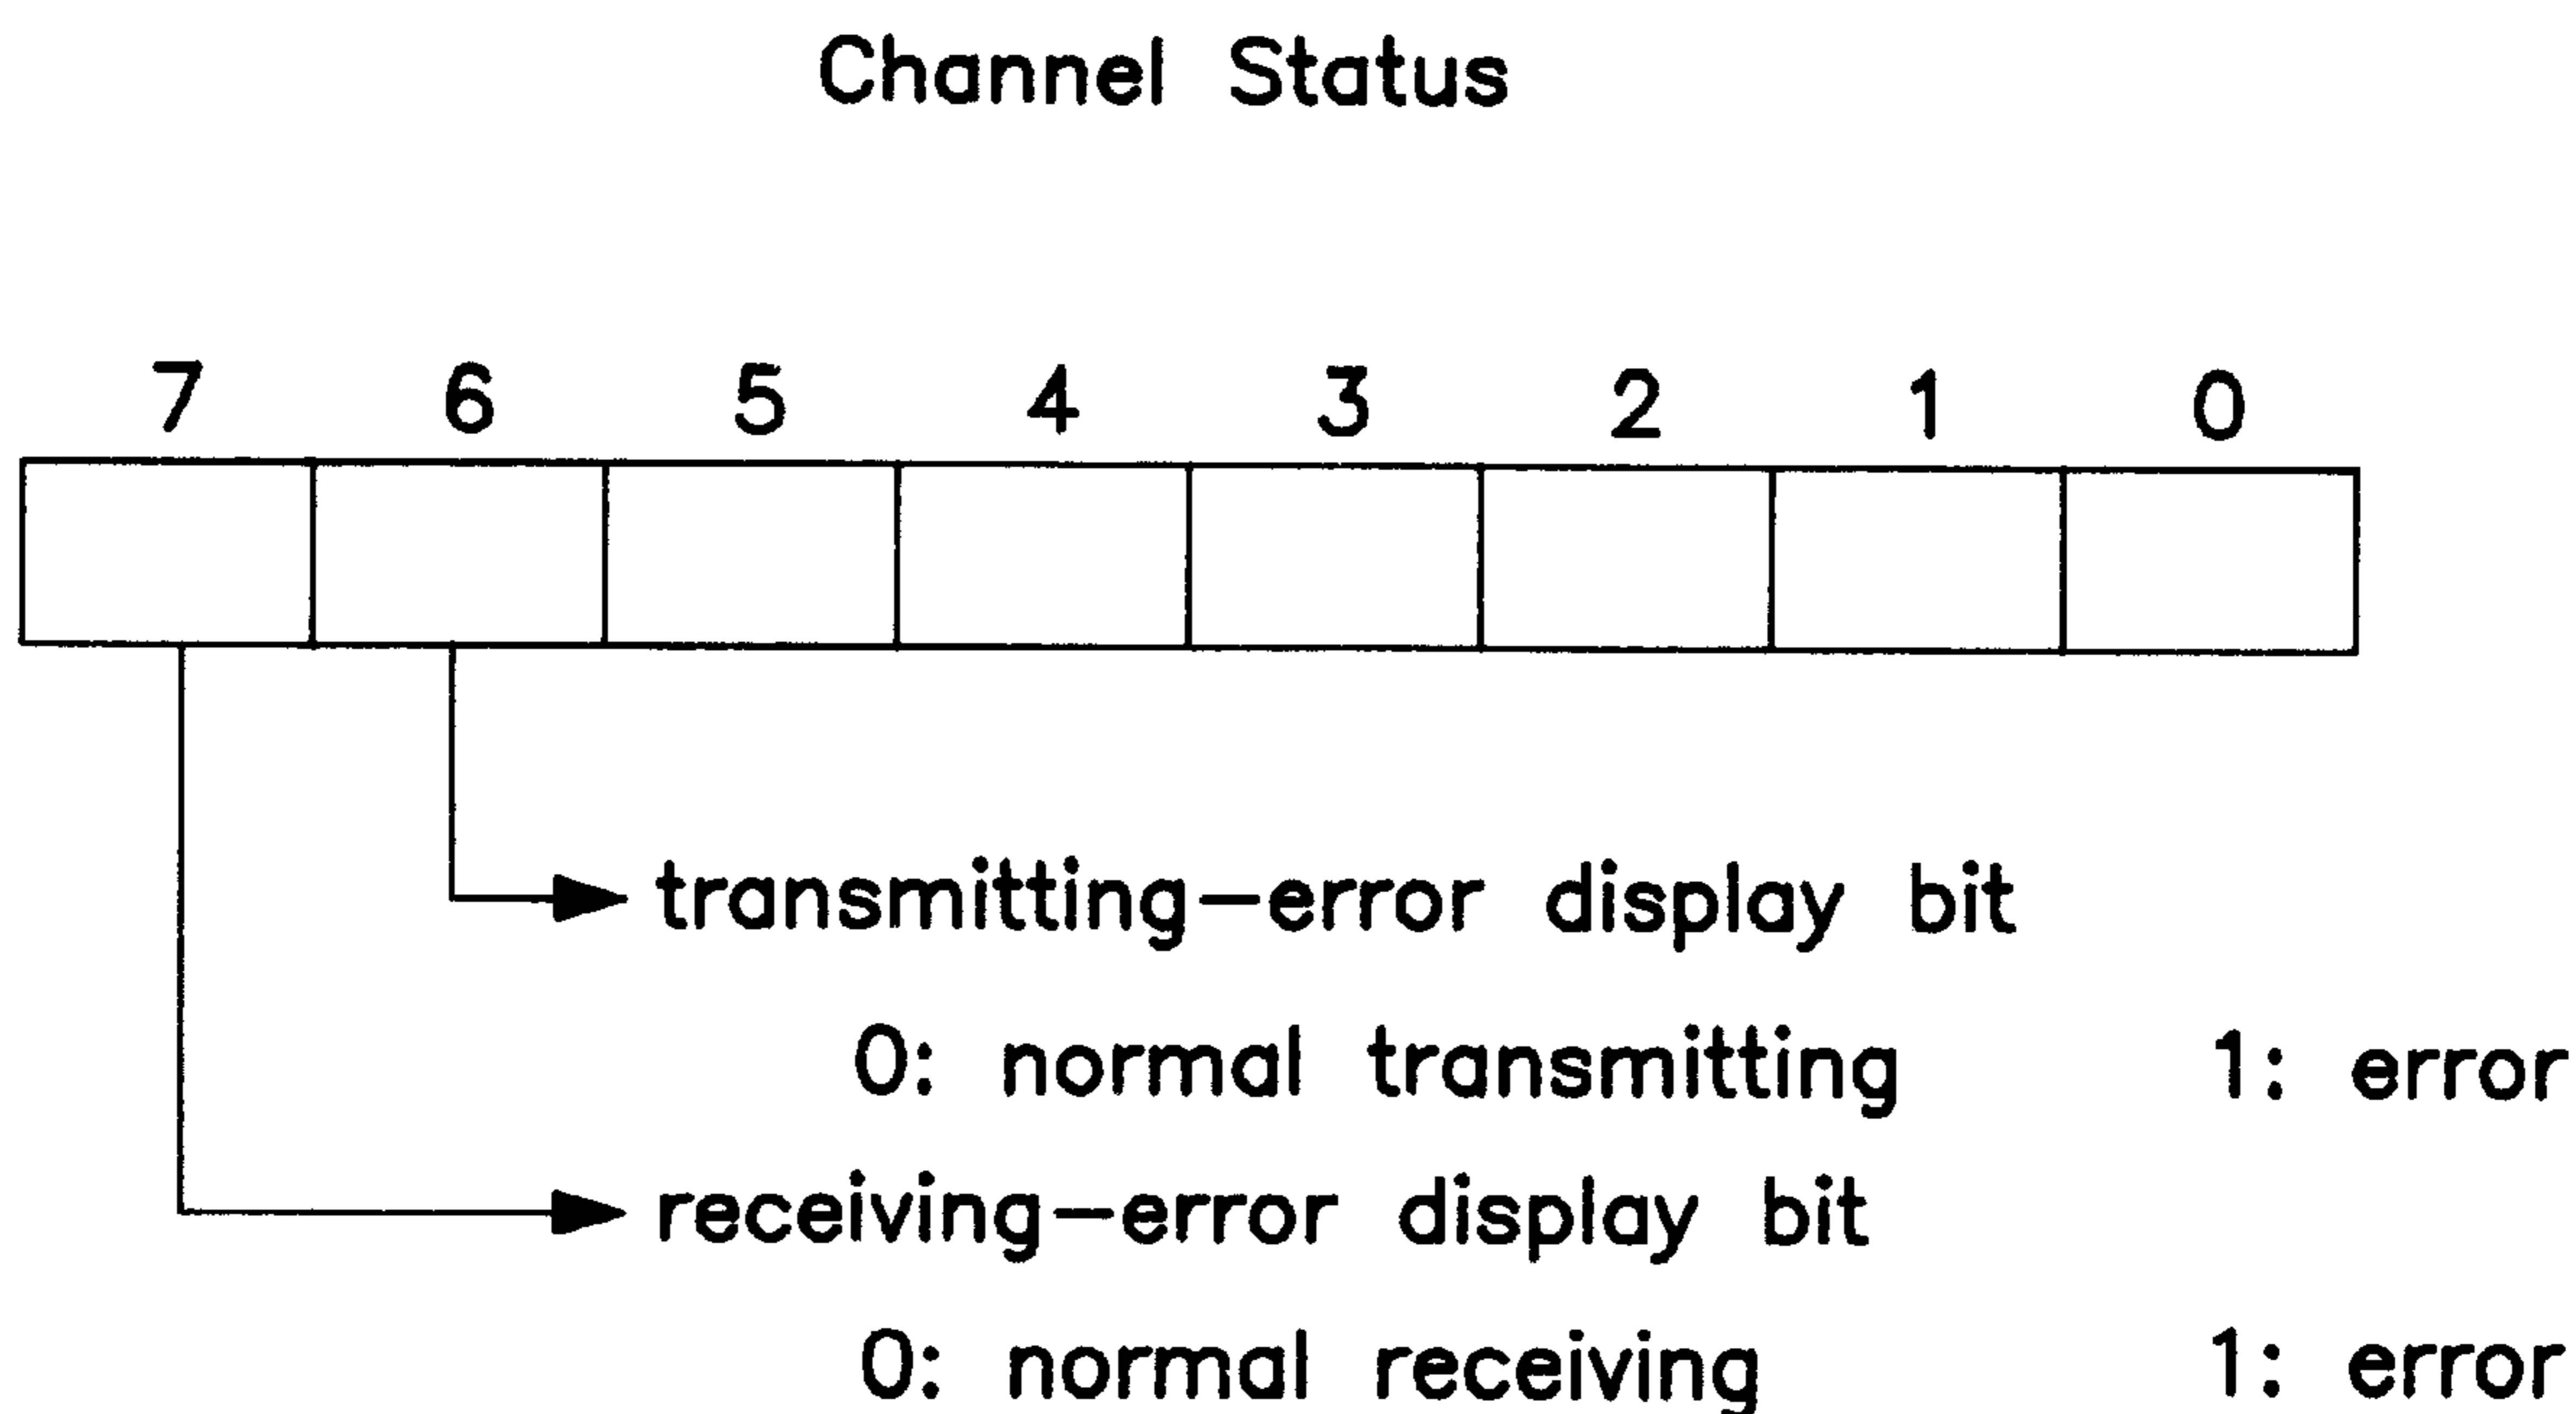 Channel Status
7 6 5 4 3 2 1 0
transmitting-error display bit
0: normal transmitting 1: error
receiving-error display bit
0: normal receiving 1: error